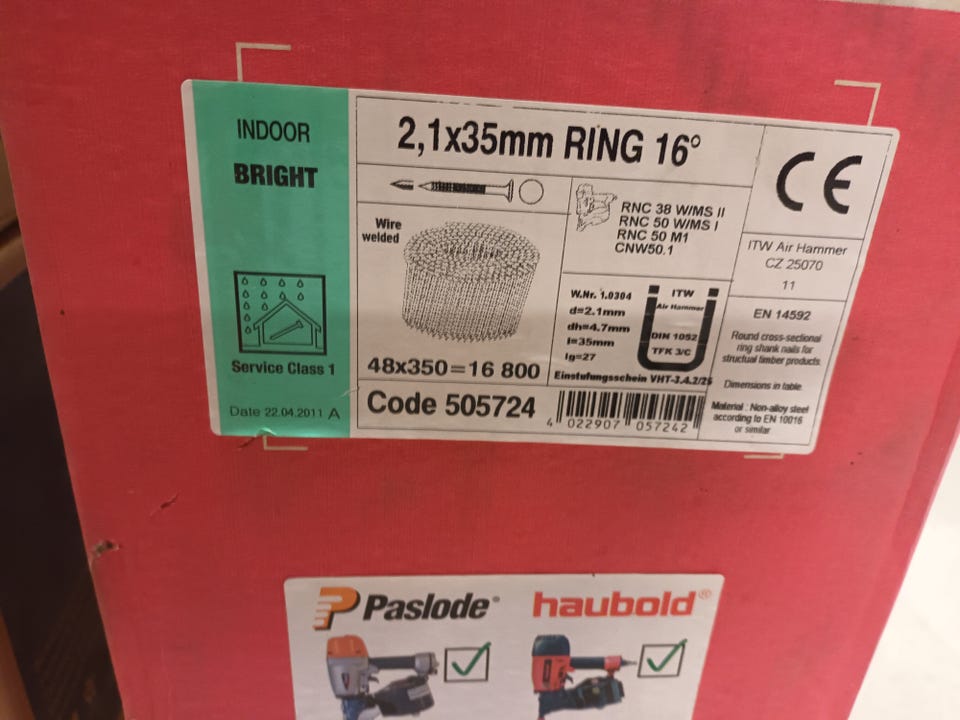 INDOOR
BRIGHT
Service Class 1
Date 22.04.2011 A
2,1x35mm RING 16°
Wire
welded
48x350=16 800
Code 505724
RNC 38 W/MS II
RNC 50 W/MS I
RNC 50 M1
CNW50.1
W.Nr. 1.0304
d=2.1mm
dh=4.7mm
l=35mm
lg=27
ITW
Air Hammer
DIN 1052
TFK 3/C
Einstufungsschein VHT-3.4.2/25
4 022907 057242
CE
ITW Air Hammer
CZ 25070
11
EN 14592
Round cross-sectional
ring shank nails for
structual timber products.
Dimensions in table.
Material : Non-alloy steel
according to EN 10016
or similar
Paslode®
haubold®